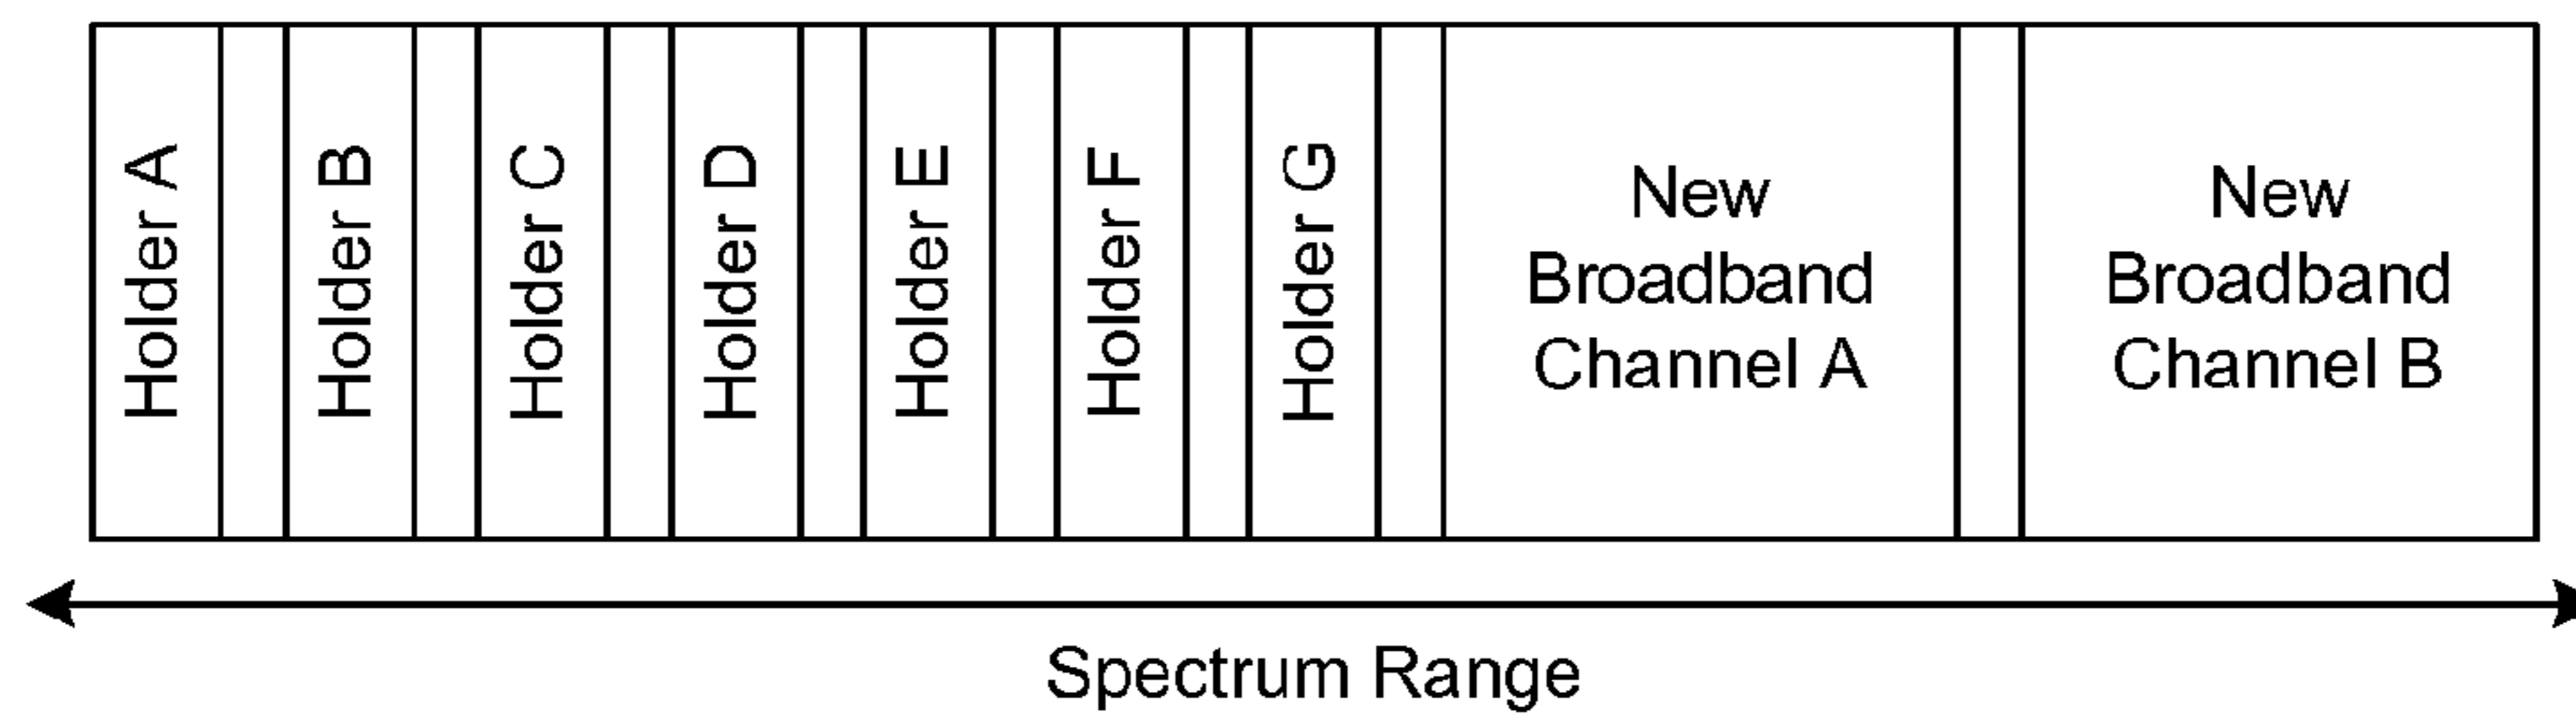 Holder A
Holder B
Holder C
Holder D
Holder E
Holder F
Holder G
New
Broadband
Channel A
New
Broadband
Channel B
Spectrum Range